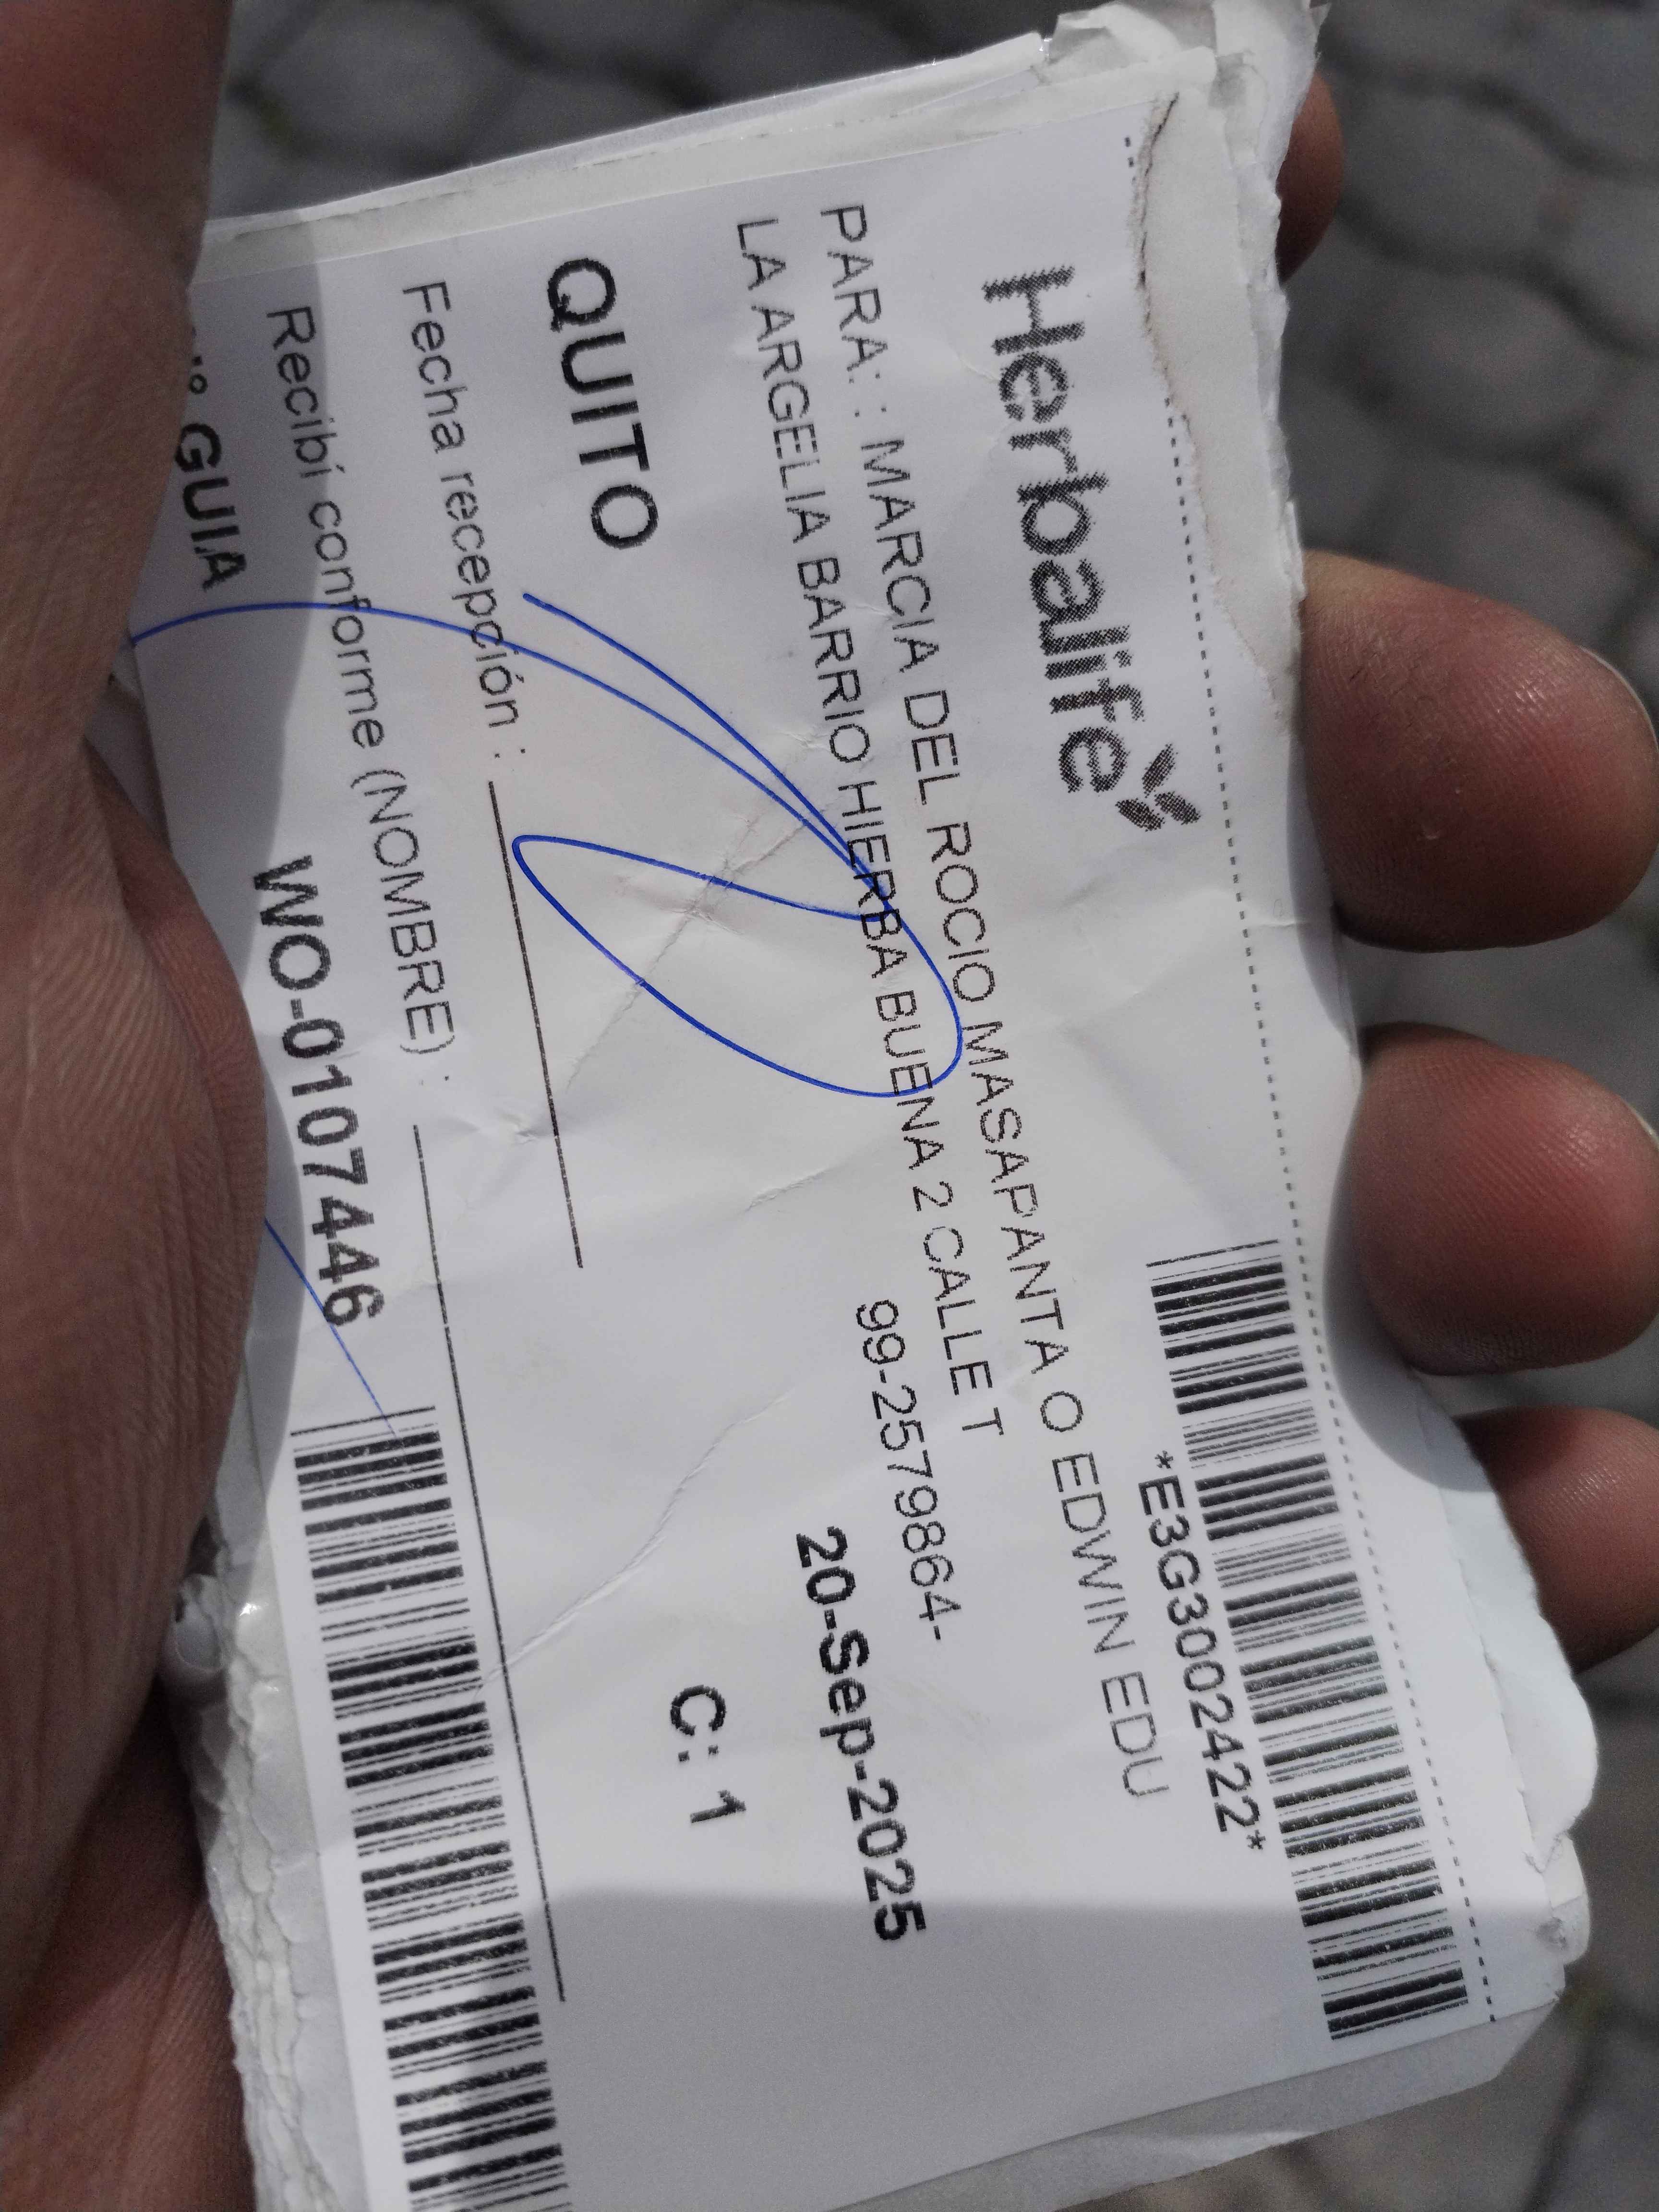 Herbalife
*E3G3002422*
PARA: : MARCIA DEL ROCIO MASAPANTA O EDWIN EDU
LA ARGELIA BARRIO HIERBA BUENA 2 CALLE T
99-2579864-
20-Sep-2025
QUITO
C: 1
Fecha recepción :
Recibí conforme (NOMBRE) :
GUIA
WO-0107446